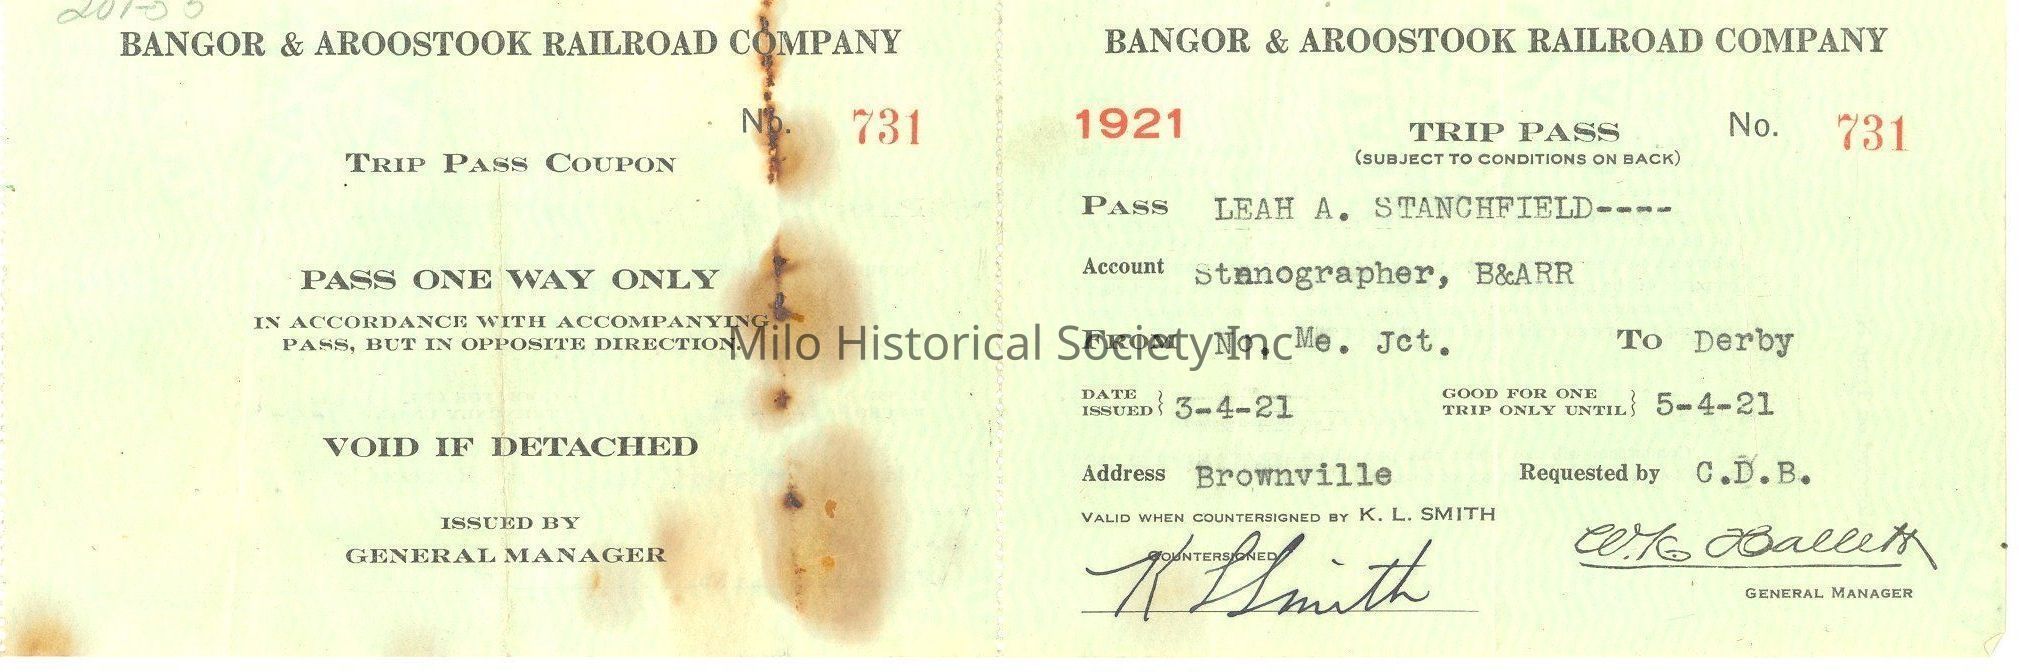 201-55
BANGOR & AROOSTOOK RAILROAD COMPANY
No. 731
TRIP PASS COUPON
PASS ONE WAY ONLY
IN ACCORDANCE WITH ACCOMPANYING
PASS, BUT IN OPPOSITE DIRECTION.
VOID IF DETACHED
ISSUED BY
GENERAL MANAGER
BANGOR & AROOSTOOK RAILROAD COMPANY
1921 TRIP PASS No. 731
(SUBJECT TO CONDITIONS ON BACK)
PASS LEAH A. STANCHFIELD----
Account Stnnographer, B&ARR
FROM No. Me. Jct. To Derby
DATE ISSUED } 3-4-21 GOOD FOR ONE TRIP ONLY UNTIL } 5-4-21
Address Brownville Requested by C.D.B.
VALID WHEN COUNTERSIGNED BY K. L. SMITH
COUNTERSIGNED
K L Smith
GENERAL MANAGER
Milo Historical Society Inc